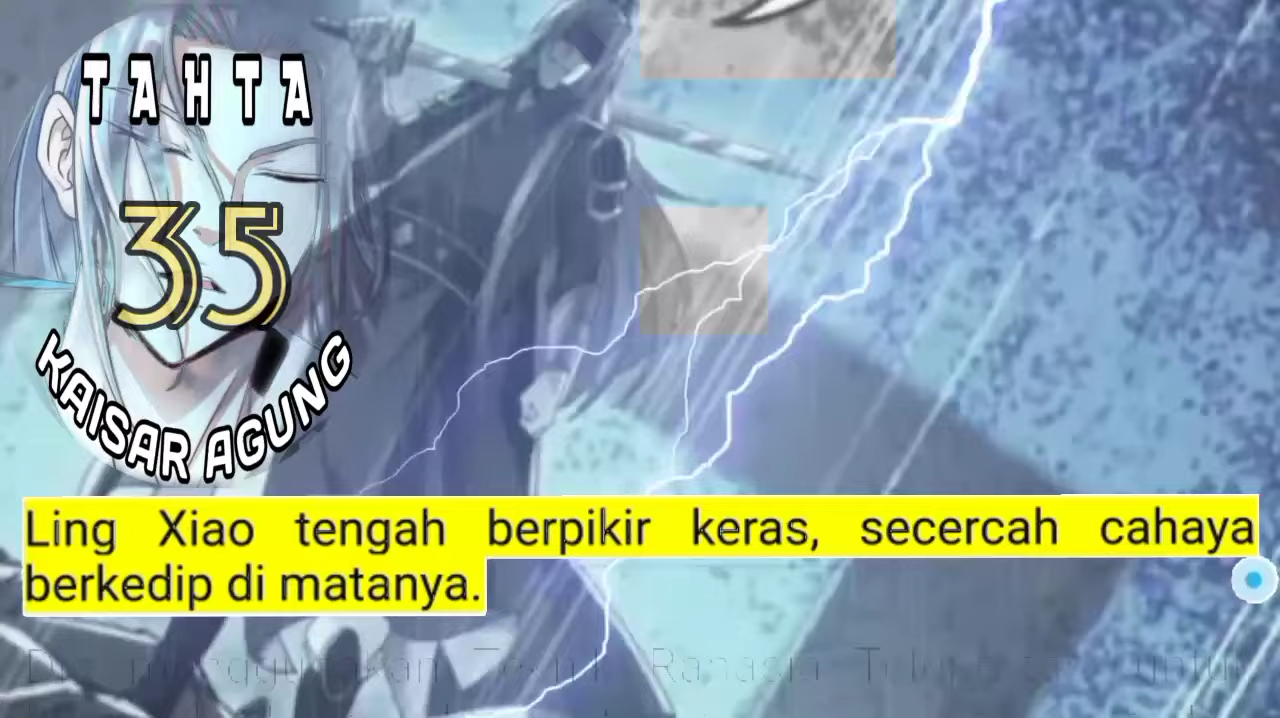 TAHTA
35
KAISAR AGUNG
Ling Xiao tengah berpikir keras, secercah cahaya
berkedip di matanya.